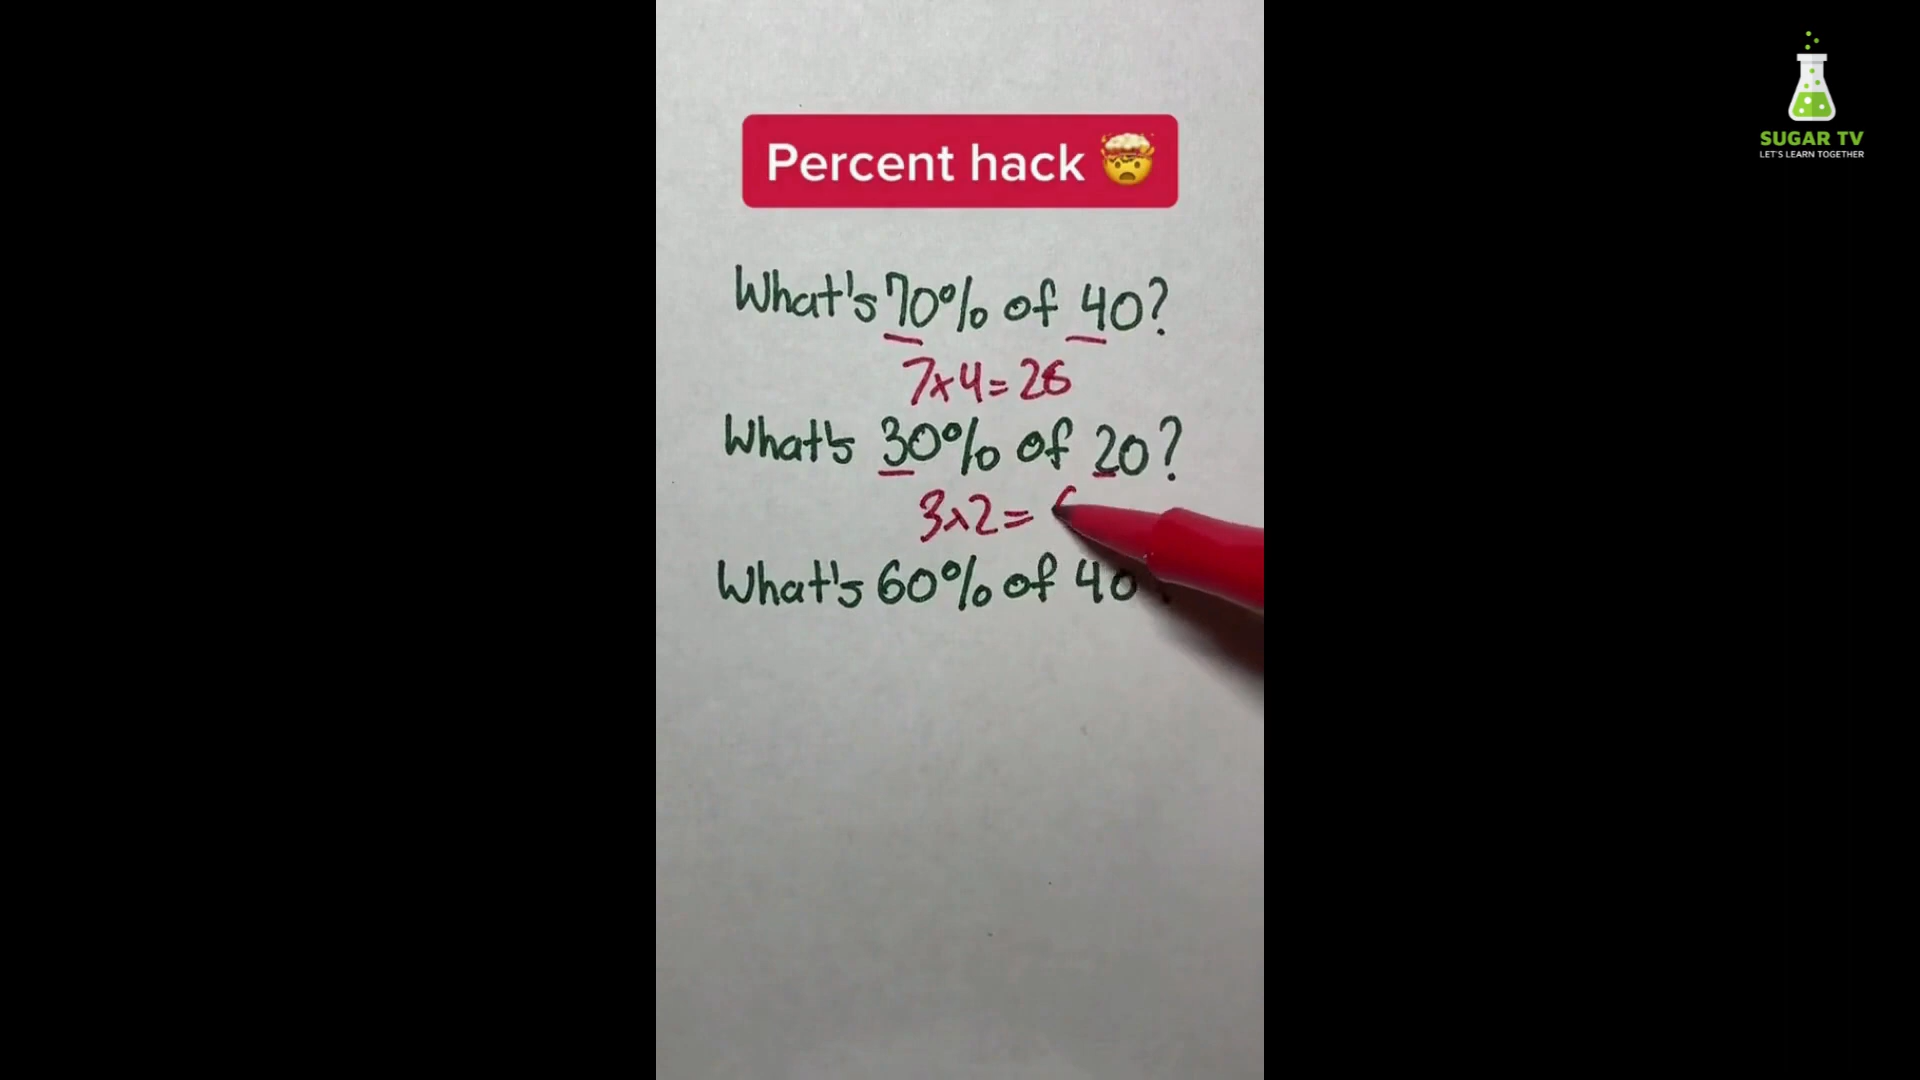 Percent hack 🤯
SUGAR TV
LET'S LEARN TOGETHER
What's 70% of 40?
7x4=28
What's 30% of 20?
3x2=
What's 60% of 40?